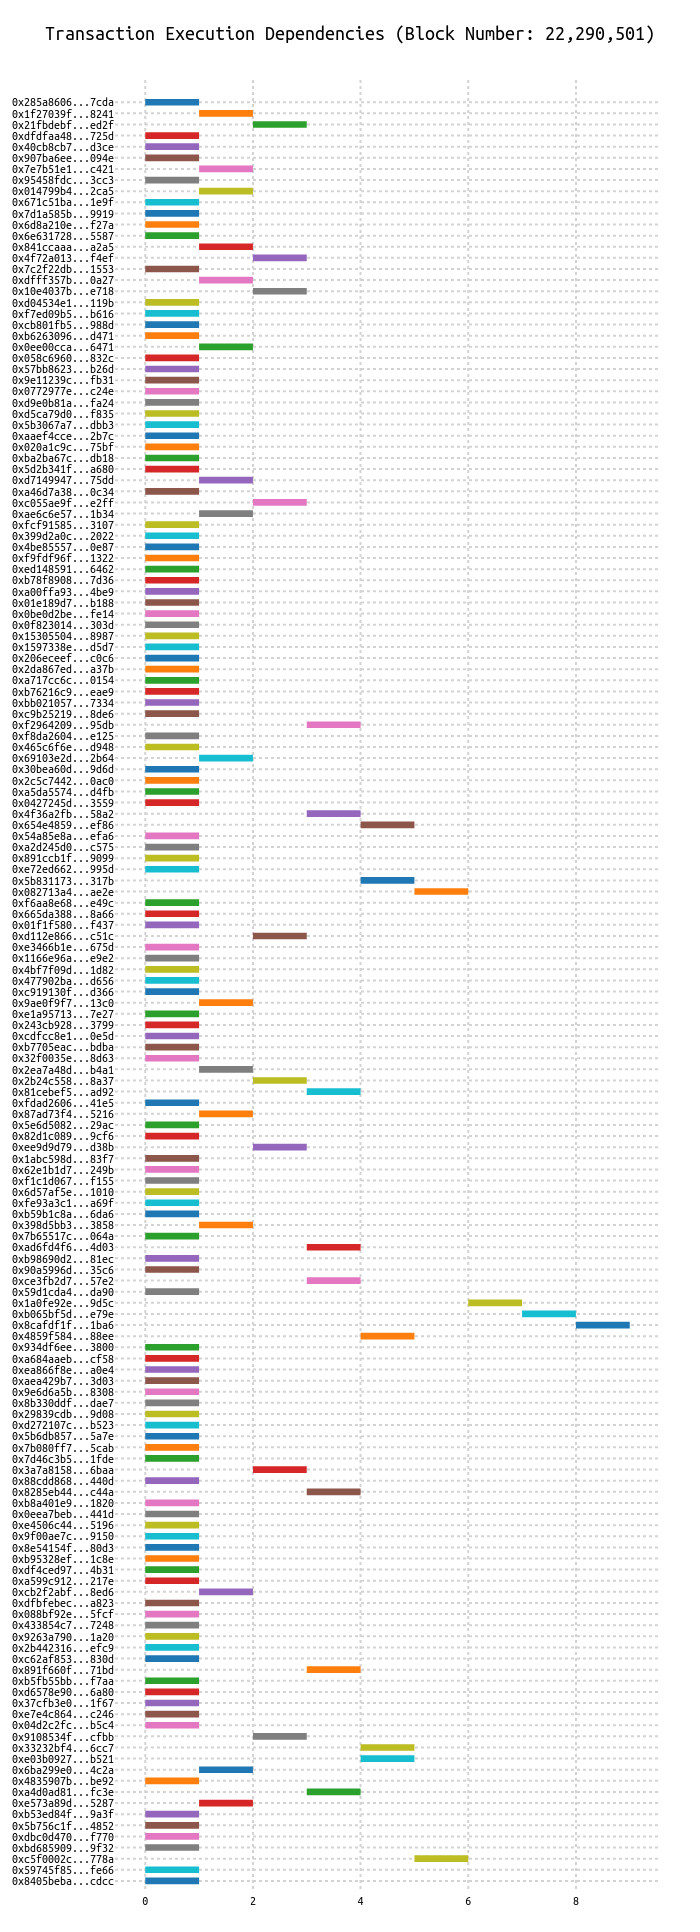 Transaction Execution Dependencies (Block Number: 22,290,501)
0x285a8606...7cda
0x1f27039f...8241
0x21fbdebf...ed2f
0xdfdfaa48...725d
0x40cb8cb7...d3ce
0x907ba6ee...094e
0x7e7b51e1...c421
0x95458fdc...3cc3
0x014799b4...2ca5
0x671c51ba...1e9f
0x7d1a585b...9919
0x6d8a210e...f27a
0x6e631728...5587
0x841ccaaa...a2a5
0x4f72a013...f4ef
0x7c2f22db...1553
0xdfff357b...0a27
0x10e4037b...e718
0xd04534e1...119b
0xf7ed09b5...b616
0xcb801fb5...988d
0xb6263096...d471
0x0ee00cca...6471
0x058c6960...832c
0x57bb8623...b26d
0x9e11239c...fb31
0x0772977e...c24e
0xd9e0b81a...fa24
0xd5ca79d0...f835
0x5b3067a7...dbb3
0xaaef4cce...2b7c
0x020a1c9c...75bf
0xba2ba67c...db18
0x5d2b341f...a680
0xd7149947...75dd
0xa46d7a38...0c34
0xc055ae9f...e2ff
0xae6c6e57...1b34
0xfcf91585...3107
0x399d2a0c...2022
0x4be85557...0e87
0xf9fdf96f...1322
0xed148591...6462
0xb78f8908...7d36
0xa00ffa93...4be9
0x01e189d7...b188
0x0be0d2be...fe14
0x0f823014...303d
0x15305504...8987
0x1597338e...d5d7
0x206eceef...c0c6
0x2da867ed...a37b
0xa717cc6c...0154
0xb76216c9...eae9
0xbb021057...7334
0xc9b25219...8de6
0xf2964209...95db
0xf8da2604...e125
0x465c6f6e...d948
0x69103e2d...2b64
0x30bea60d...9d6d
0x2c5c7442...0ac0
0xa5da5574...d4fb
0x0427245d...3559
0x4f36a2fb...58a2
0x654e4859...ef86
0x54a85e8a...efa6
0xa2d245d0...c575
0x891ccb1f...9099
0xe72ed662...995d
0x5b831173...317b
0x082713a4...ae2e
0xf6aa8e68...e49c
0x665da388...8a66
0x01f1f580...f437
0xd112e866...c51c
0xe3466b1e...675d
0x1166e96a...e9e2
0x4bf7f09d...1d82
0x477902ba...d656
0xc919130f...d366
0x9ae0f9f7...13c0
0xe1a95713...7e27
0x243cb928...3799
0xcdfcc8e1...0e5d
0xb7705eac...bdba
0x32f0035e...8d63
0x2ea7a48d...b4a1
0x2b24c558...8a37
0x81cebef5...ad92
0xfdad2606...41e5
0x87ad73f4...5216
0x5e6d5082...29ac
0x82d1c089...9cf6
0xee9d9d79...d38b
0x1abc598d...83f7
0x62e1b1d7...249b
0xf1c1d067...f155
0x6d57af5e...1010
0xfe93a3c1...a69f
0xb59b1c8a...6da6
0x398d5bb3...3858
0x7b65517c...064a
0xad6fd4f6...4d03
0xb98690d2...81ec
0x90a5996d...35c6
0xce3fb2d7...57e2
0x59d1cda4...da90
0x1a0fe92e...9d5c
0xb065bf5d...e79e
0x8cafdf1f...1ba6
0x4859f584...88ee
0x934df6ee...3800
0xa684aaeb...cf58
0xea866f8e...a0e4
0xaea429b7...3d03
0x9e6d6a5b...8308
0x8b330ddf...dae7
0x29839cdb...9d08
0xd272107c...b523
0x5b6db857...5a7e
0x7b080ff7...5cab
0x7d46c3b5...1fde
0x3a7a8158...6baa
0x88cdd868...440d
0x8285eb44...c44a
0xb8a401e9...1820
0x0eea7beb...441d
0xe4506c44...5196
0x9f00ae7c...9150
0x8e54154f...80d3
0xb95328ef...1c8e
0xdf4ced97...4b31
0xa599c912...217e
0xcb2f2abf...8ed6
0xdfbfebec...a823
0x088bf92e...5fcf
0x433854c7...7248
0x9263a790...1a20
0x2b442316...efc9
0xc62af853...830d
0x891f660f...71bd
0xb5fb55bb...f7aa
0xd6578e90...6a80
0x37cfb3e0...1f67
0xe7e4c864...c246
0x04d2c2fc...b5c4
0x9108534f...cfbb
0x33232bf4...6cc7
0xe03b0927...b521
0x6ba299e0...4c2a
0x4835907b...be92
0xa4d0ad81...fc3e
0xe573a89d...5287
0xb53ed84f...9a3f
0x5b756c1f...4852
0xdbc0d470...f770
0xbd685909...9f32
0xc5f0002c...778a
0x59745f85...fe66
0x8405beba...cdcc
0 2 4 6 8